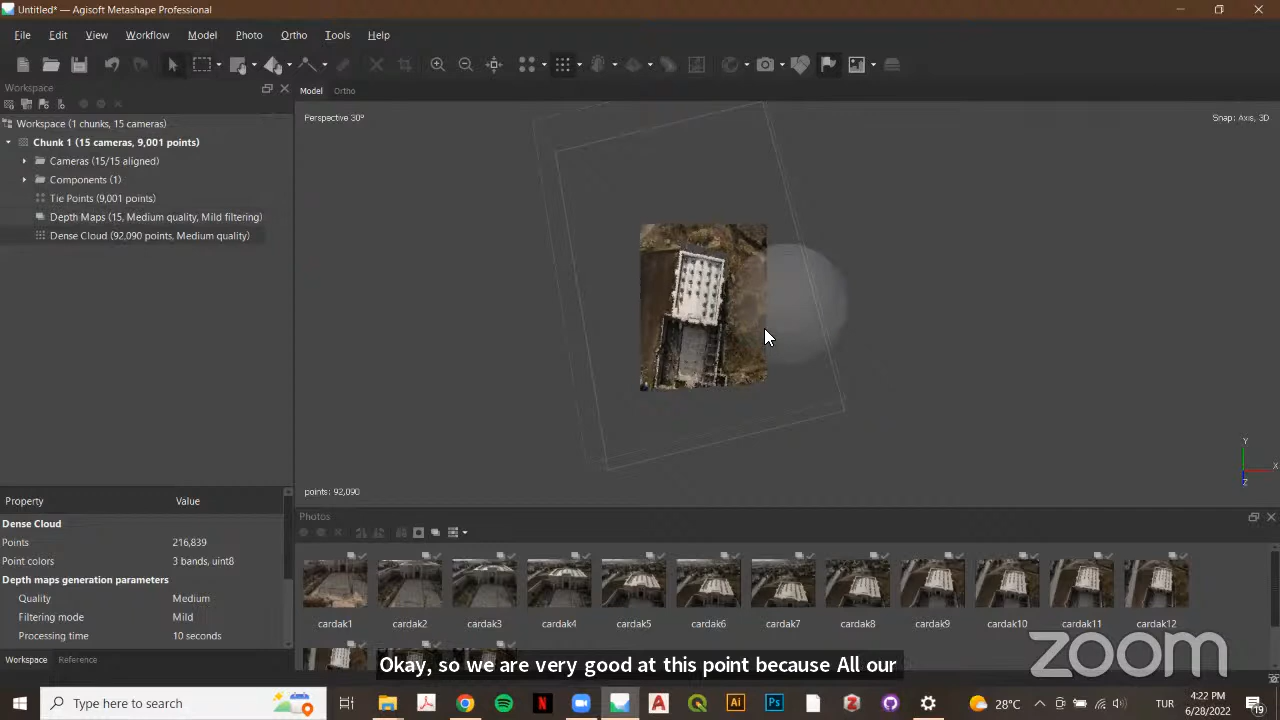 Untitled* — Agisoft Metashape Professional
File Edit View Workflow Model Photo Ortho Tools Help
Workspace
Model Ortho
Workspace (1 chunks, 15 cameras)
Chunk 1 (15 cameras, 9,001 points)
Cameras (15/15 aligned)
Components (1)
Tie Points (9,001 points)
Depth Maps (15, Medium quality, Mild filtering)
Dense Cloud (92,090 points, Medium quality)
Perspective 30°
Snap: Axis, 3D
Y
X
Z
points: 92,090
Property Value
Dense Cloud
Points 216,839
Point colors 3 bands, uint8
Depth maps generation parameters
Quality Medium
Filtering mode Mild
Processing time 10 seconds
Workspace Reference
Photos
cardak1 cardak2 cardak3 cardak4 cardak5 cardak6 cardak7 cardak8 cardak9 cardak10 cardak11 cardak12
Okay, so we are very good at this point because All our
zoom
Type here to search
Ai
Ps
28°C
TUR
4:22 PM
6/28/2022
19